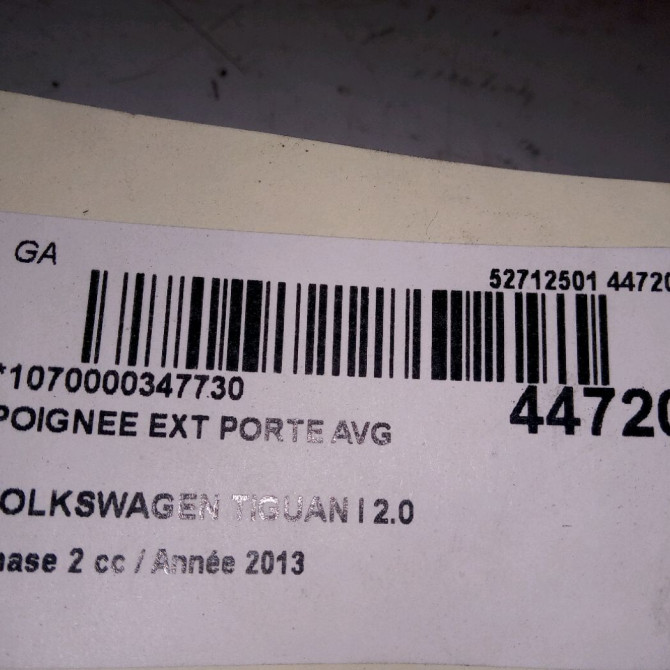 GA
52712501 44720
*1070000347730
44720
POIGNEE EXT PORTE AVG
OLKSWAGEN TIGUAN I 2.0
hase 2 cc / Année 2013